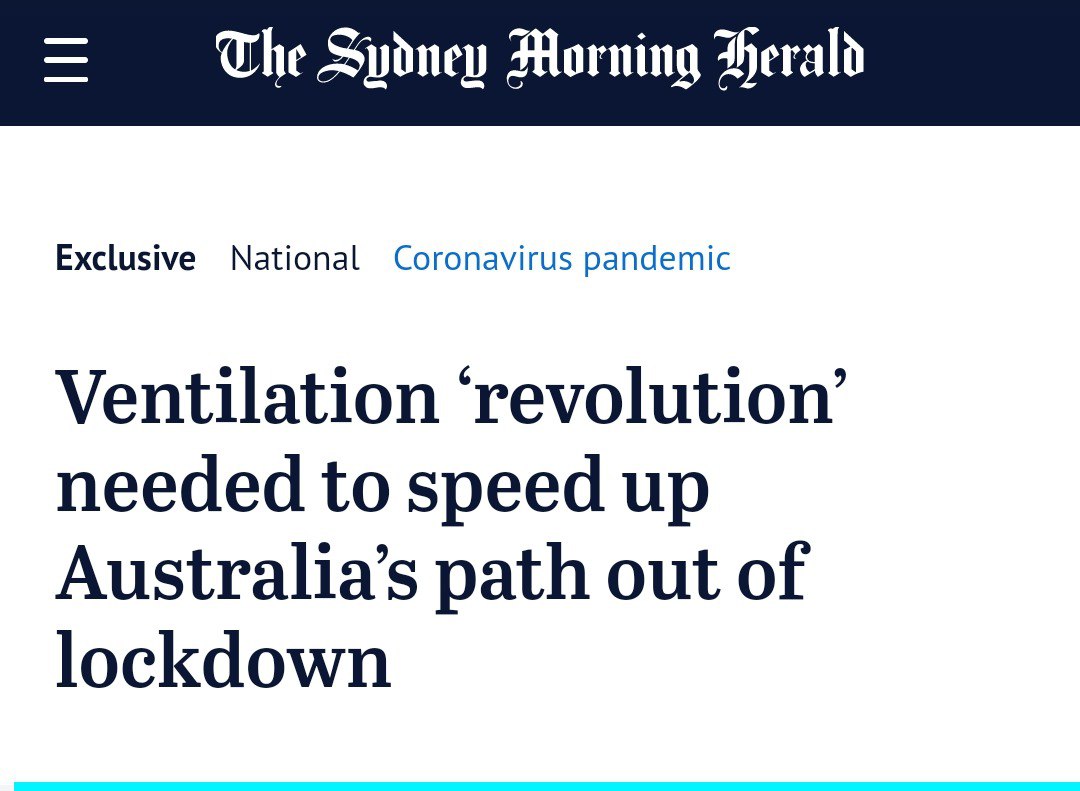 The Sydney Morning Herald
Exclusive National Coronavirus pandemic
Ventilation ‘revolution’
needed to speed up
Australia’s path out of
lockdown